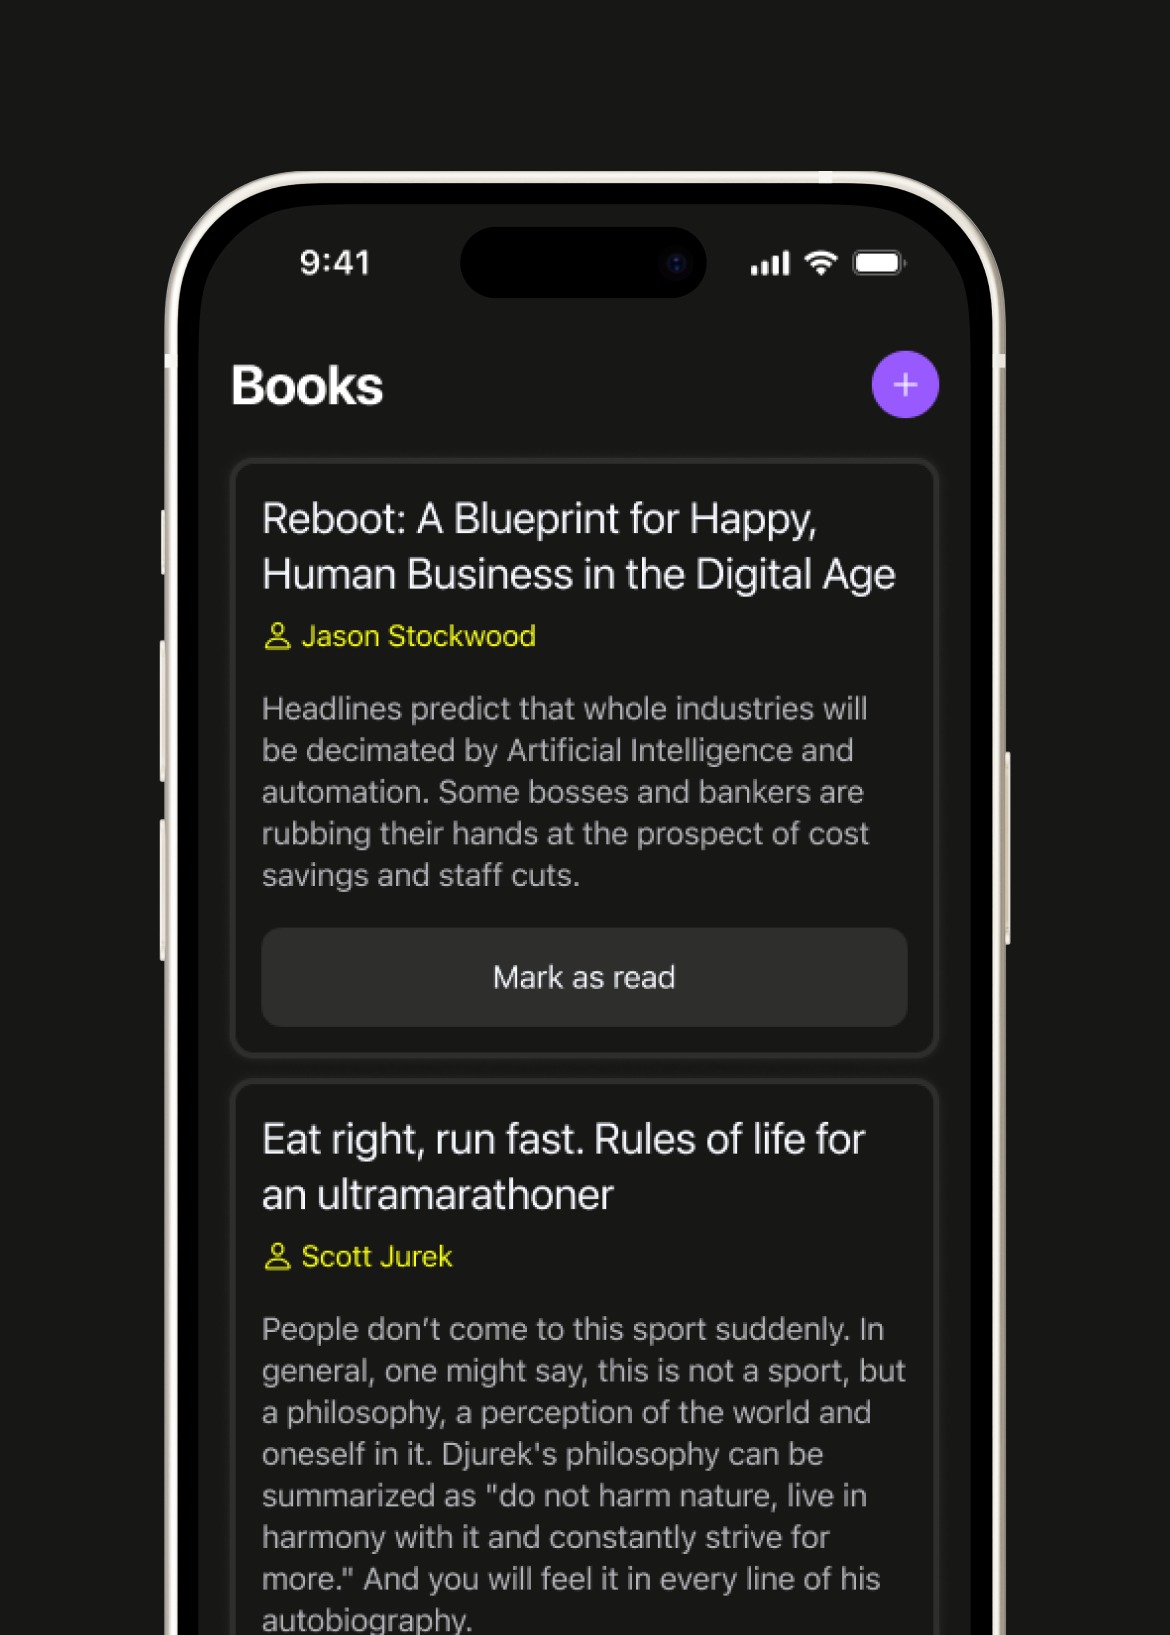 9:41
Books
Reboot: A Blueprint for Happy,
Human Business in the Digital Age
Jason Stockwood
Headlines predict that whole industries will
be decimated by Artificial Intelligence and
automation. Some bosses and bankers are
rubbing their hands at the prospect of cost
savings and staff cuts.
Mark as read
Eat right, run fast. Rules of life for
an ultramarathoner
Scott Jurek
People don’t come to this sport suddenly. In
general, one might say, this is not a sport, but
a philosophy, a perception of the world and
oneself in it. Djurek's philosophy can be
summarized as "do not harm nature, live in
harmony with it and constantly strive for
more." And you will feel it in every line of his
autobiography.